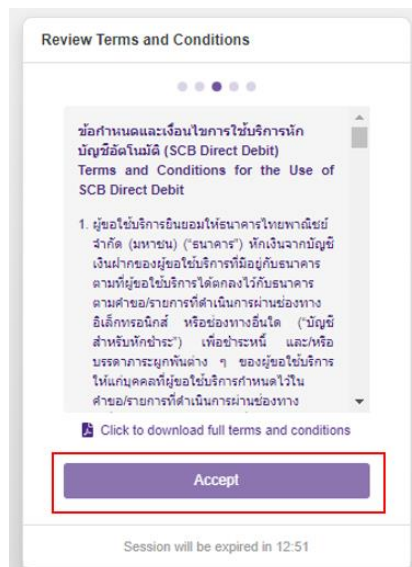 Review Terms and Conditions
ข้อกำหนดและเงื่อนไขการใช้บริการหัก
บัญชีอัตโนมัติ (SCB Direct Debit)
Terms and Conditions for the Use of
SCB Direct Debit
1. ผู้ขอใช้บริการยินยอมให้ธนาคารไทยพาณิชย์
จำกัด (มหาชน) ("ธนาคาร") หักเงินจากบัญชี
เงินฝากของผู้ขอใช้บริการที่มีอยู่กับธนาคาร
ตามที่ผู้ขอใช้บริการได้ตกลงไว้กับธนาคาร
ตามคำขอ/รายการที่ดำเนินการผ่านช่องทาง
อิเล็กทรอนิกส์ หรือช่องทางอื่นใด ("บัญชี
สำหรับหักชำระ") เพื่อชำระหนี้ และ/หรือ
บรรดาภาระผูกพันต่าง ๆ ของผู้ขอใช้บริการ
ให้แก่บุคคลที่ผู้ขอใช้บริการกำหนดไว้ใน
คำขอ/รายการที่ดำเนินการผ่านช่องทาง
Click to download full terms and conditions
Accept
Session will be expired in 12:51